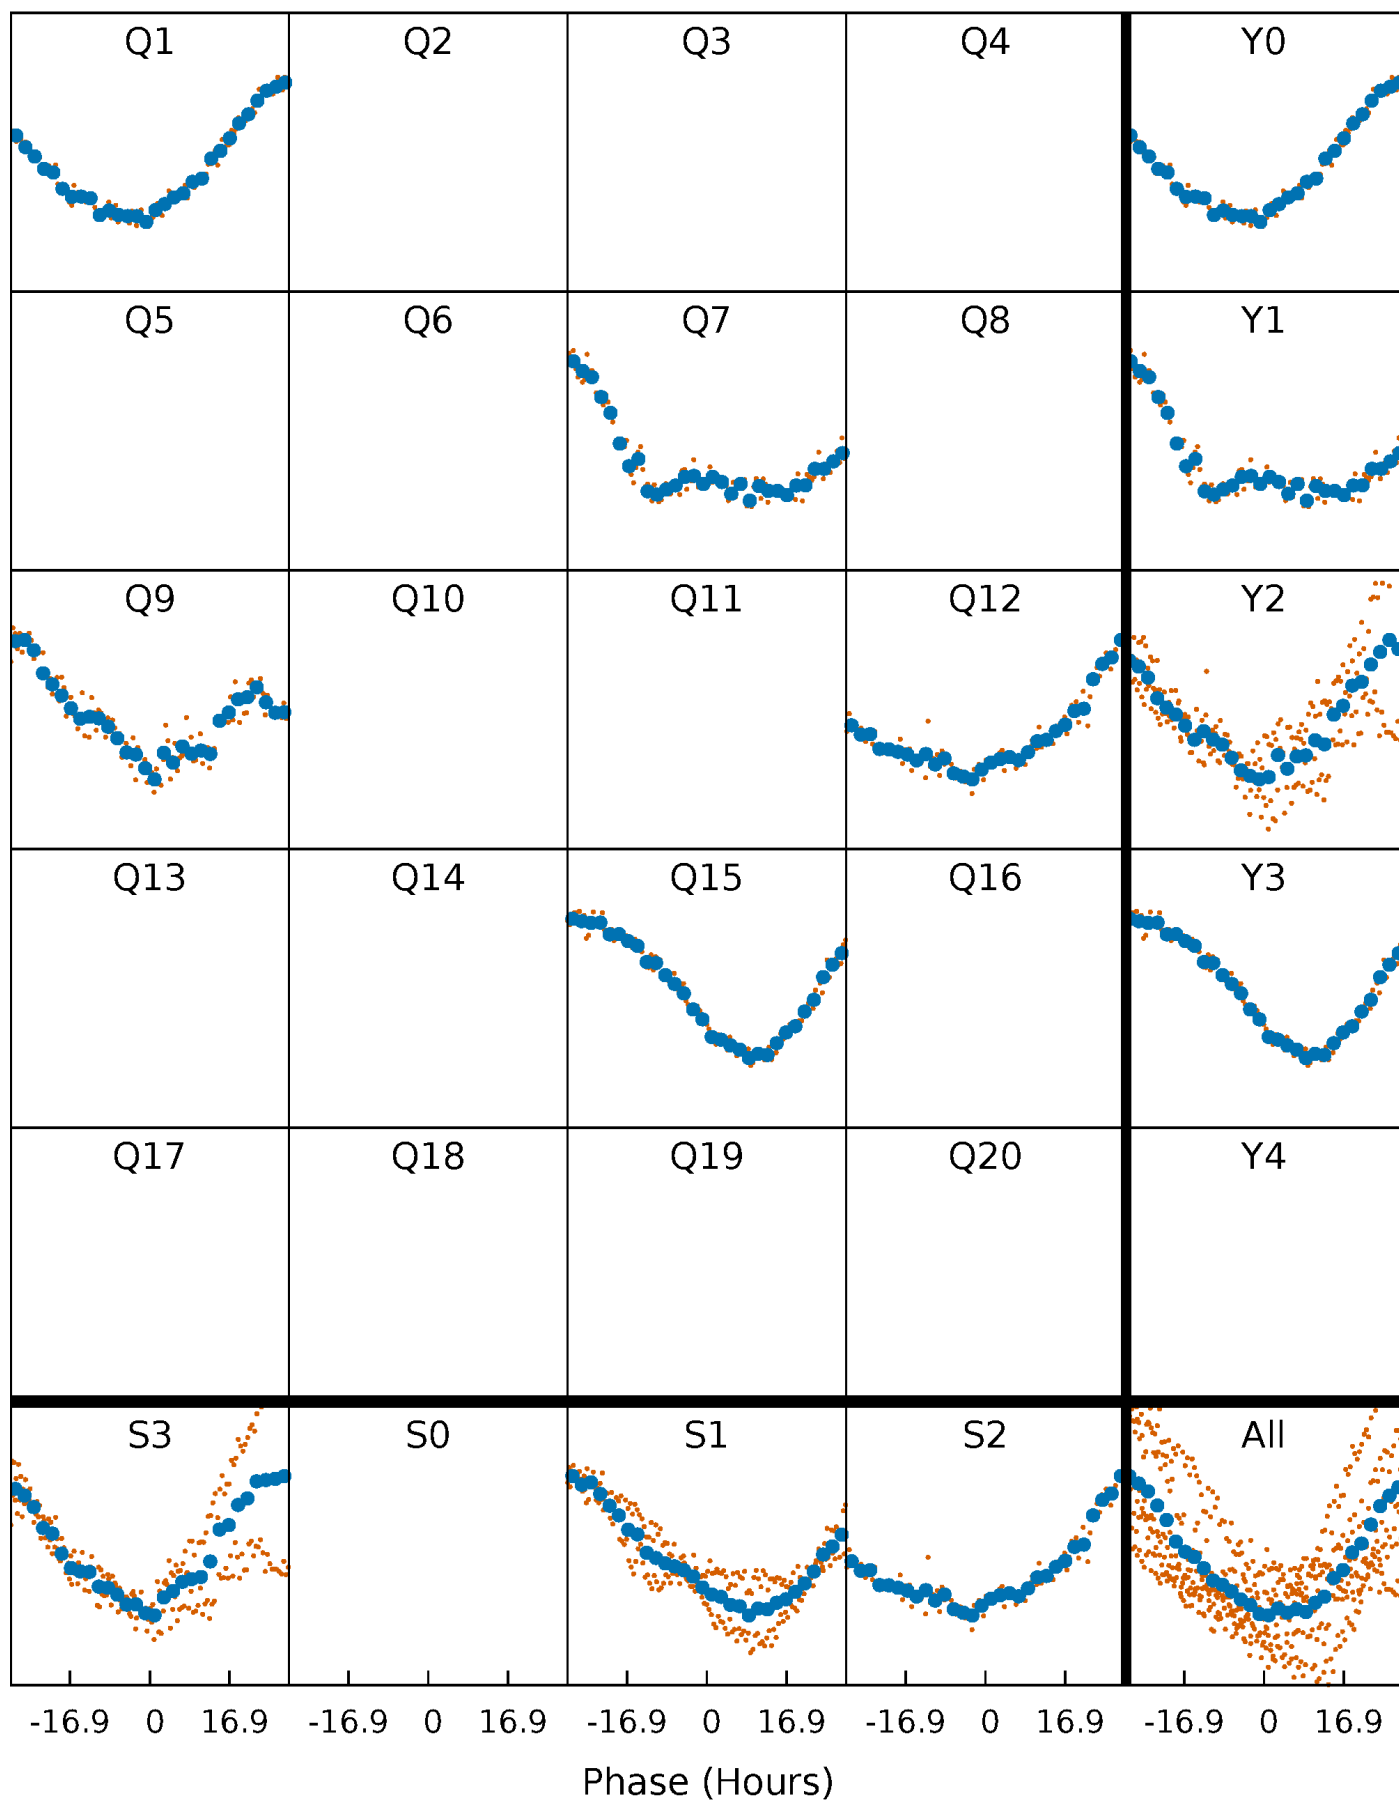 Q1 Q2 Q3 Q4 Y0
Q5 Q6 Q7 Q8 Y1
Q9 Q10 Q11 Q12 Y2
Q13 Q14 Q15 Q16 Y3
Q17 Q18 Q19 Q20 Y4
S3 S0 S1 S2 All
-16.9 0 16.9 -16.9 0 16.9 -16.9 0 16.9 -16.9 0 16.9 -16.9 0 16.9
Phase (Hours)